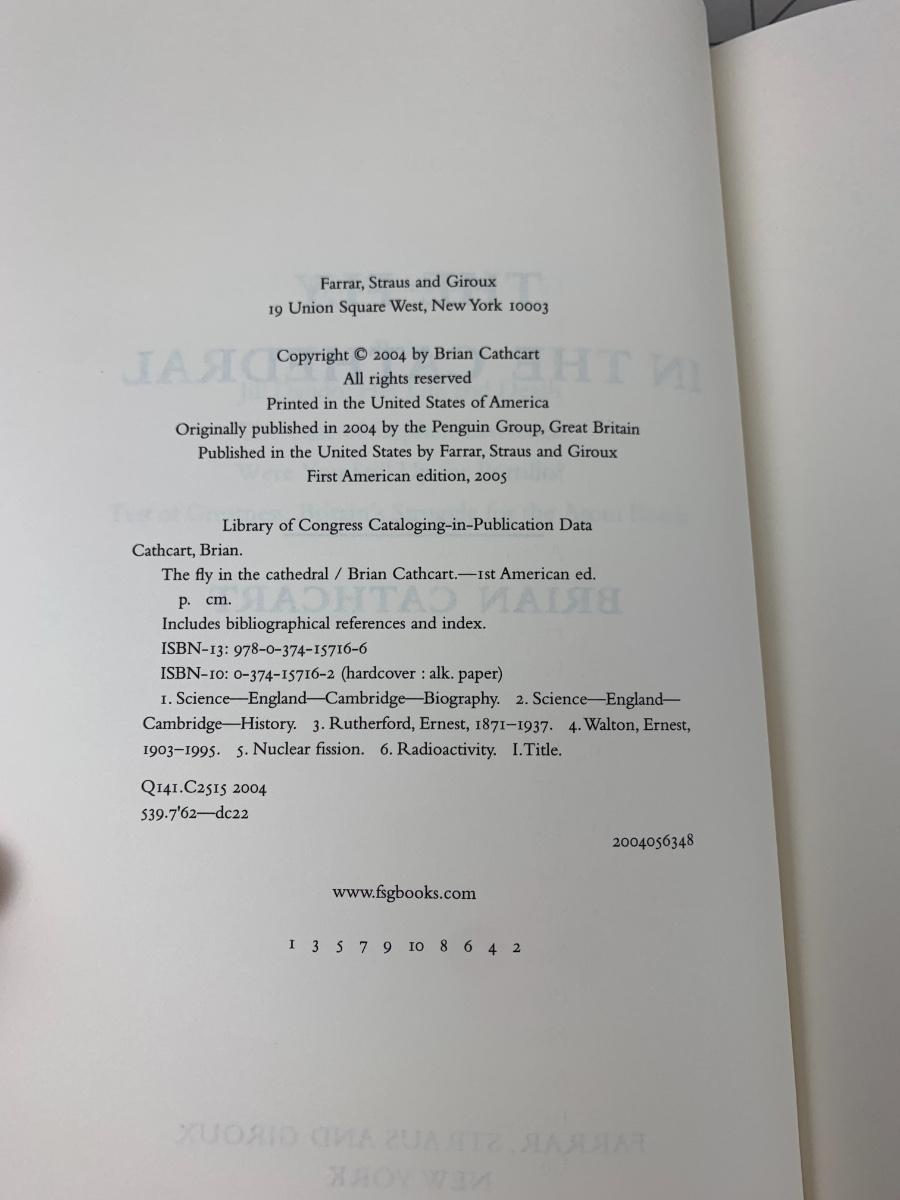 Farrar, Straus and Giroux
19 Union Square West, New York 10003
Copyright © 2004 by Brian Cathcart
All rights reserved
Printed in the United States of America
Originally published in 2004 by the Penguin Group, Great Britain
Published in the United States by Farrar, Straus and Giroux
First American edition, 2005
Library of Congress Cataloging-in-Publication Data
Cathcart, Brian.
The fly in the cathedral / Brian Cathcart.—1st American ed.
p. cm.
Includes bibliographical references and index.
ISBN-13: 978-0-374-15716-6
ISBN-10: 0-374-15716-2 (hardcover : alk. paper)
1. Science—England—Cambridge—Biography. 2. Science—England—
Cambridge—History. 3. Rutherford, Ernest, 1871–1937. 4. Walton, Ernest,
1903–1995. 5. Nuclear fission. 6. Radioactivity. I. Title.
Q141.C2515 2004
539.7'62—dc22
2004056348
www.fsgbooks.com
1 3 5 7 9 10 8 6 4 2
FARRAR, STRAUS AND GIROUX
NEW YORK